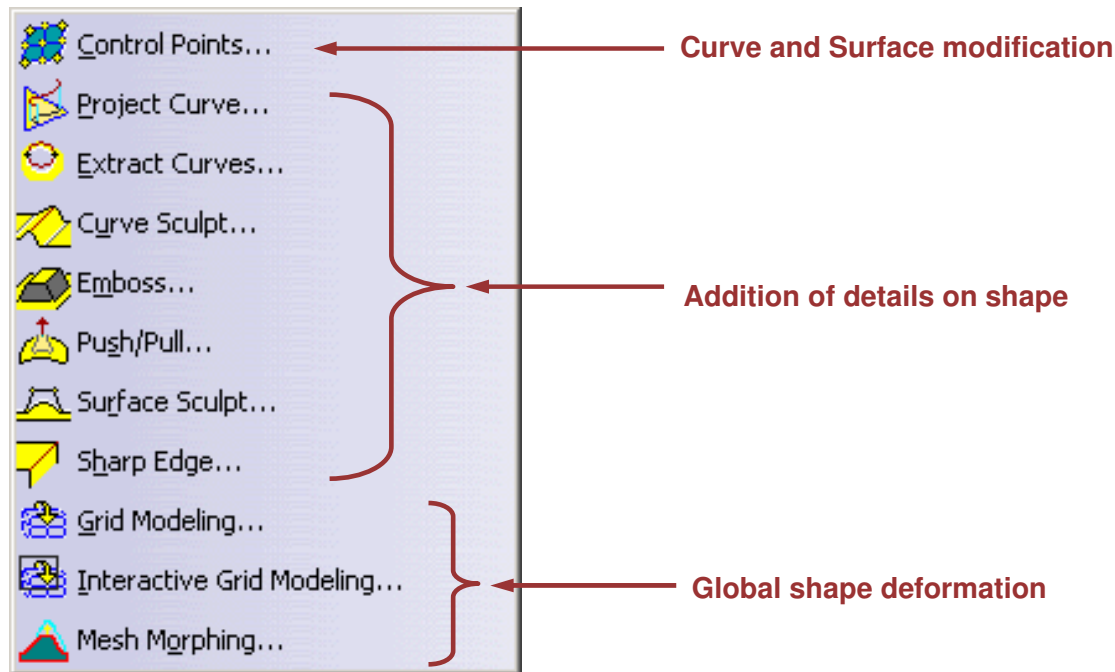 Control Points...
Curve and Surface modification
Project Curve...
Extract Curves...
Curve Sculpt...
Emboss...
Addition of details on shape
Push/Pull...
Surface Sculpt...
Sharp Edge...
Grid Modeling...
Interactive Grid Modeling...
Global shape deformation
Mesh Morphing...